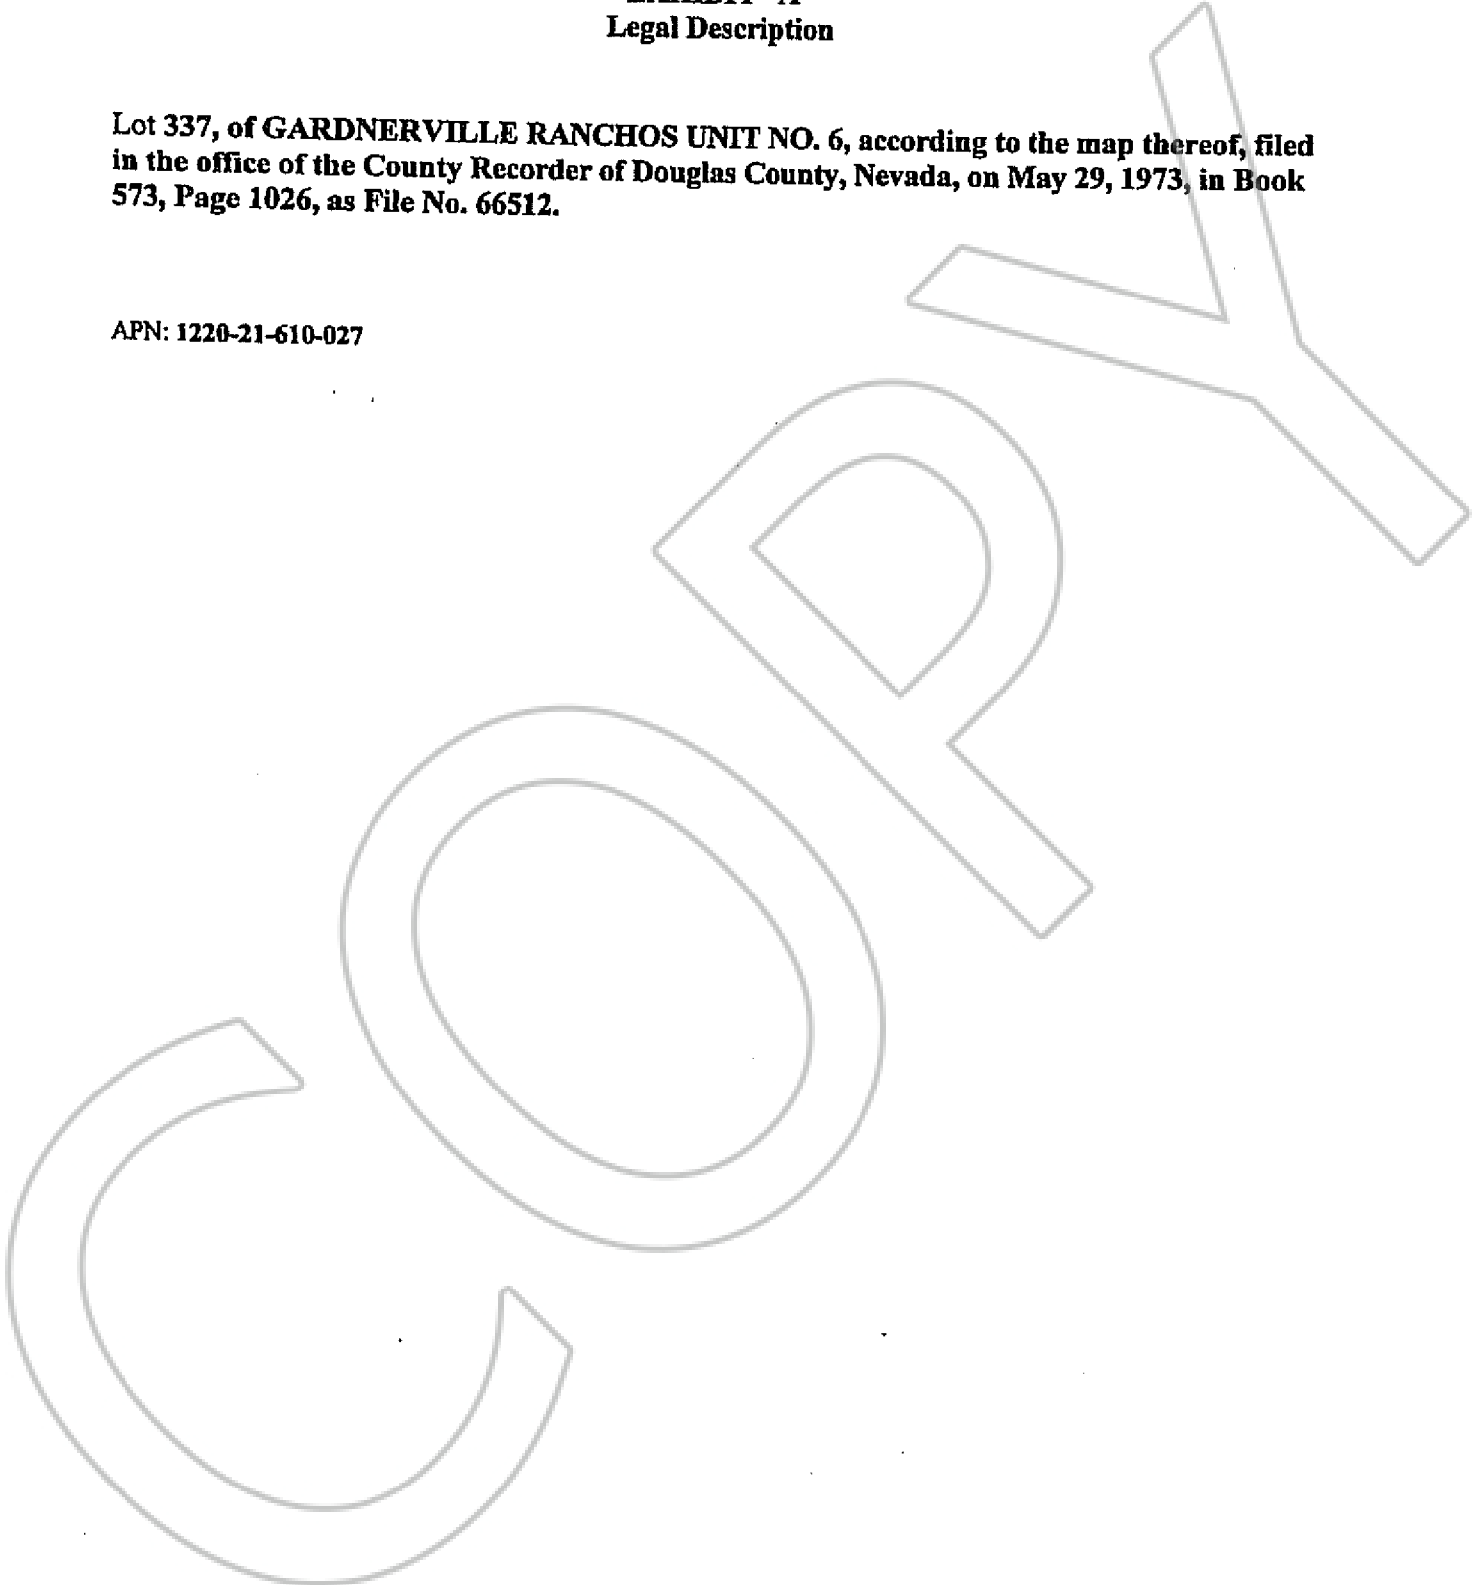 Legal Description
Lot 337, of GARDNERVILLE RANCHOS UNIT NO. 6, according to the map thereof, filed
in the office of the County Recorder of Douglas County, Nevada, on May 29, 1973, in Book
573, Page 1026, as File No. 66512.
APN: 1220-21-610-027
COPY